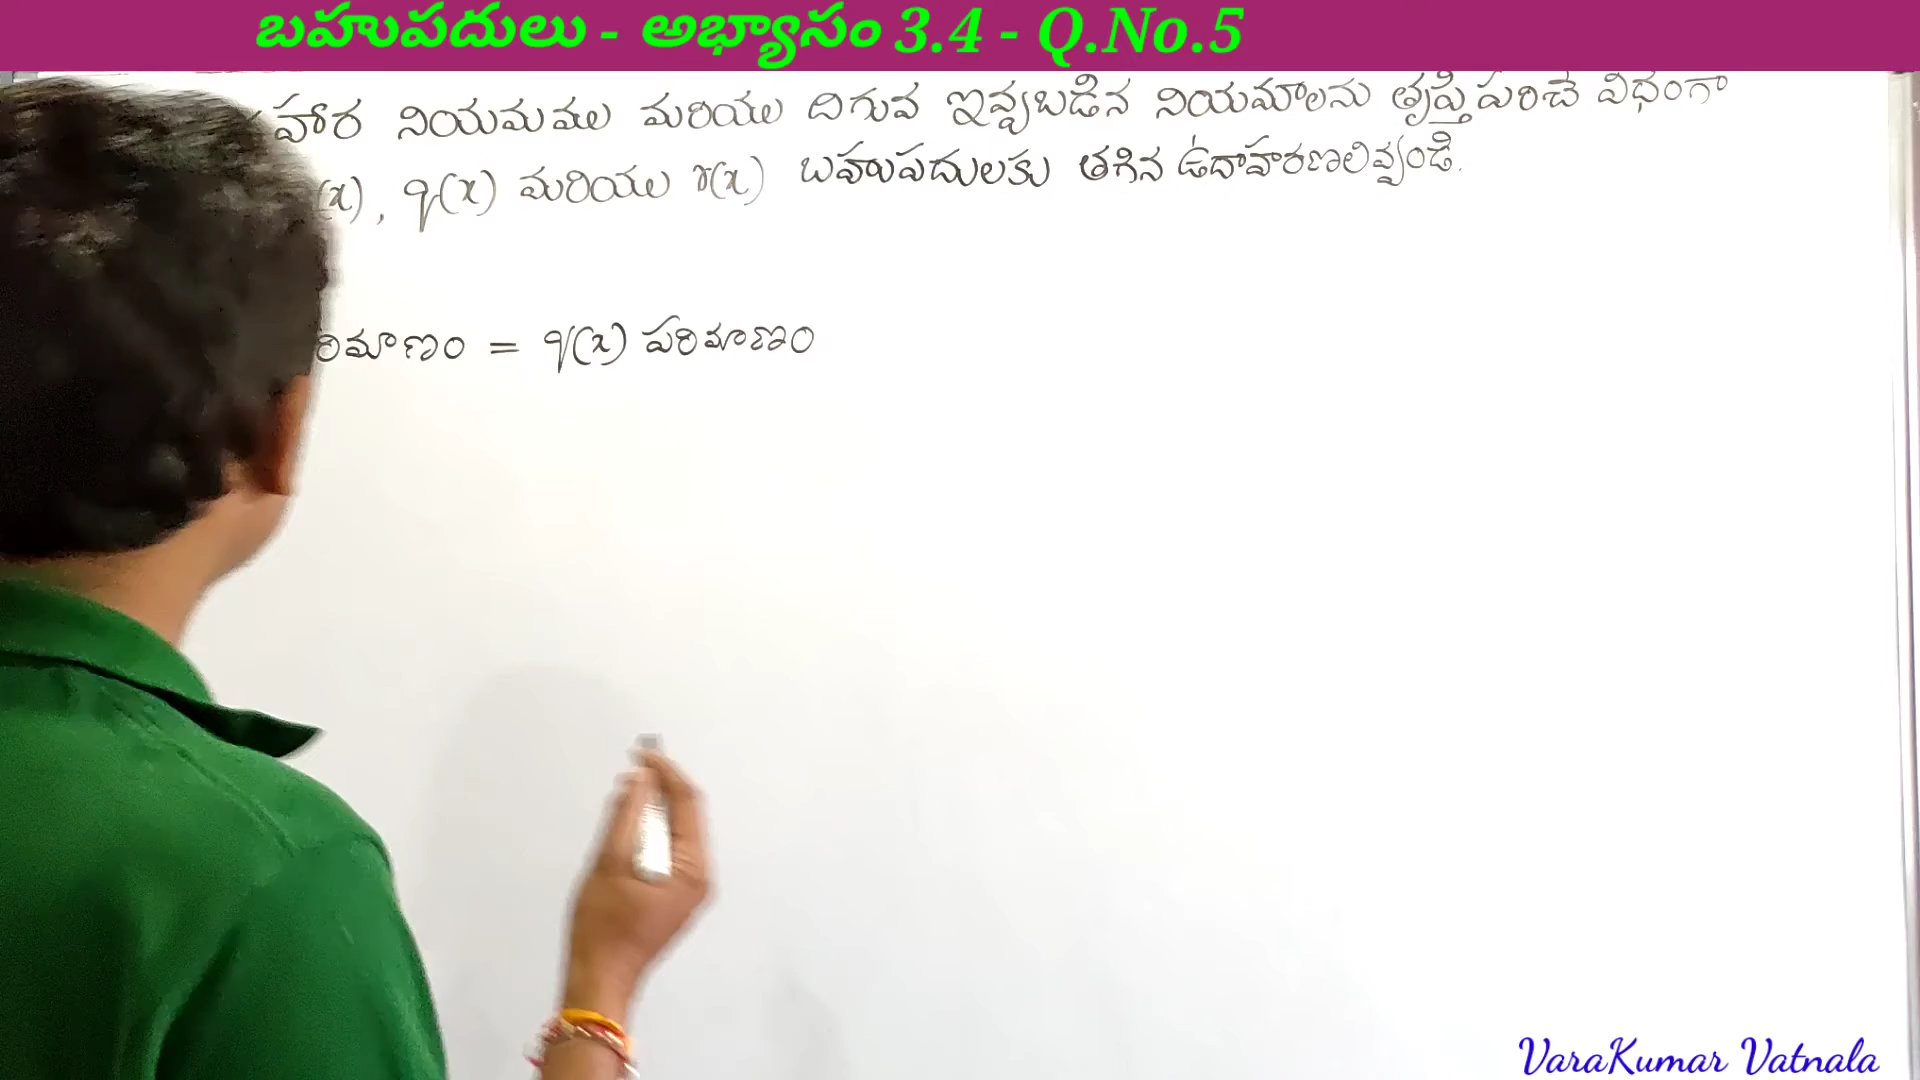 బహుపదులు - అభ్యాసం 3.4 - Q.No.5
హార నియమము మరియు దిగువ ఇవ్వబడిన నియమాలను తృప్తిపరిచే విధంగా
(x), q(x) మరియు r(x) బహుపదులకు తగిన ఉదాహరణలివ్వండి.
రిమాణం = q(x) పరిమాణం
VaraKumar Vatnala